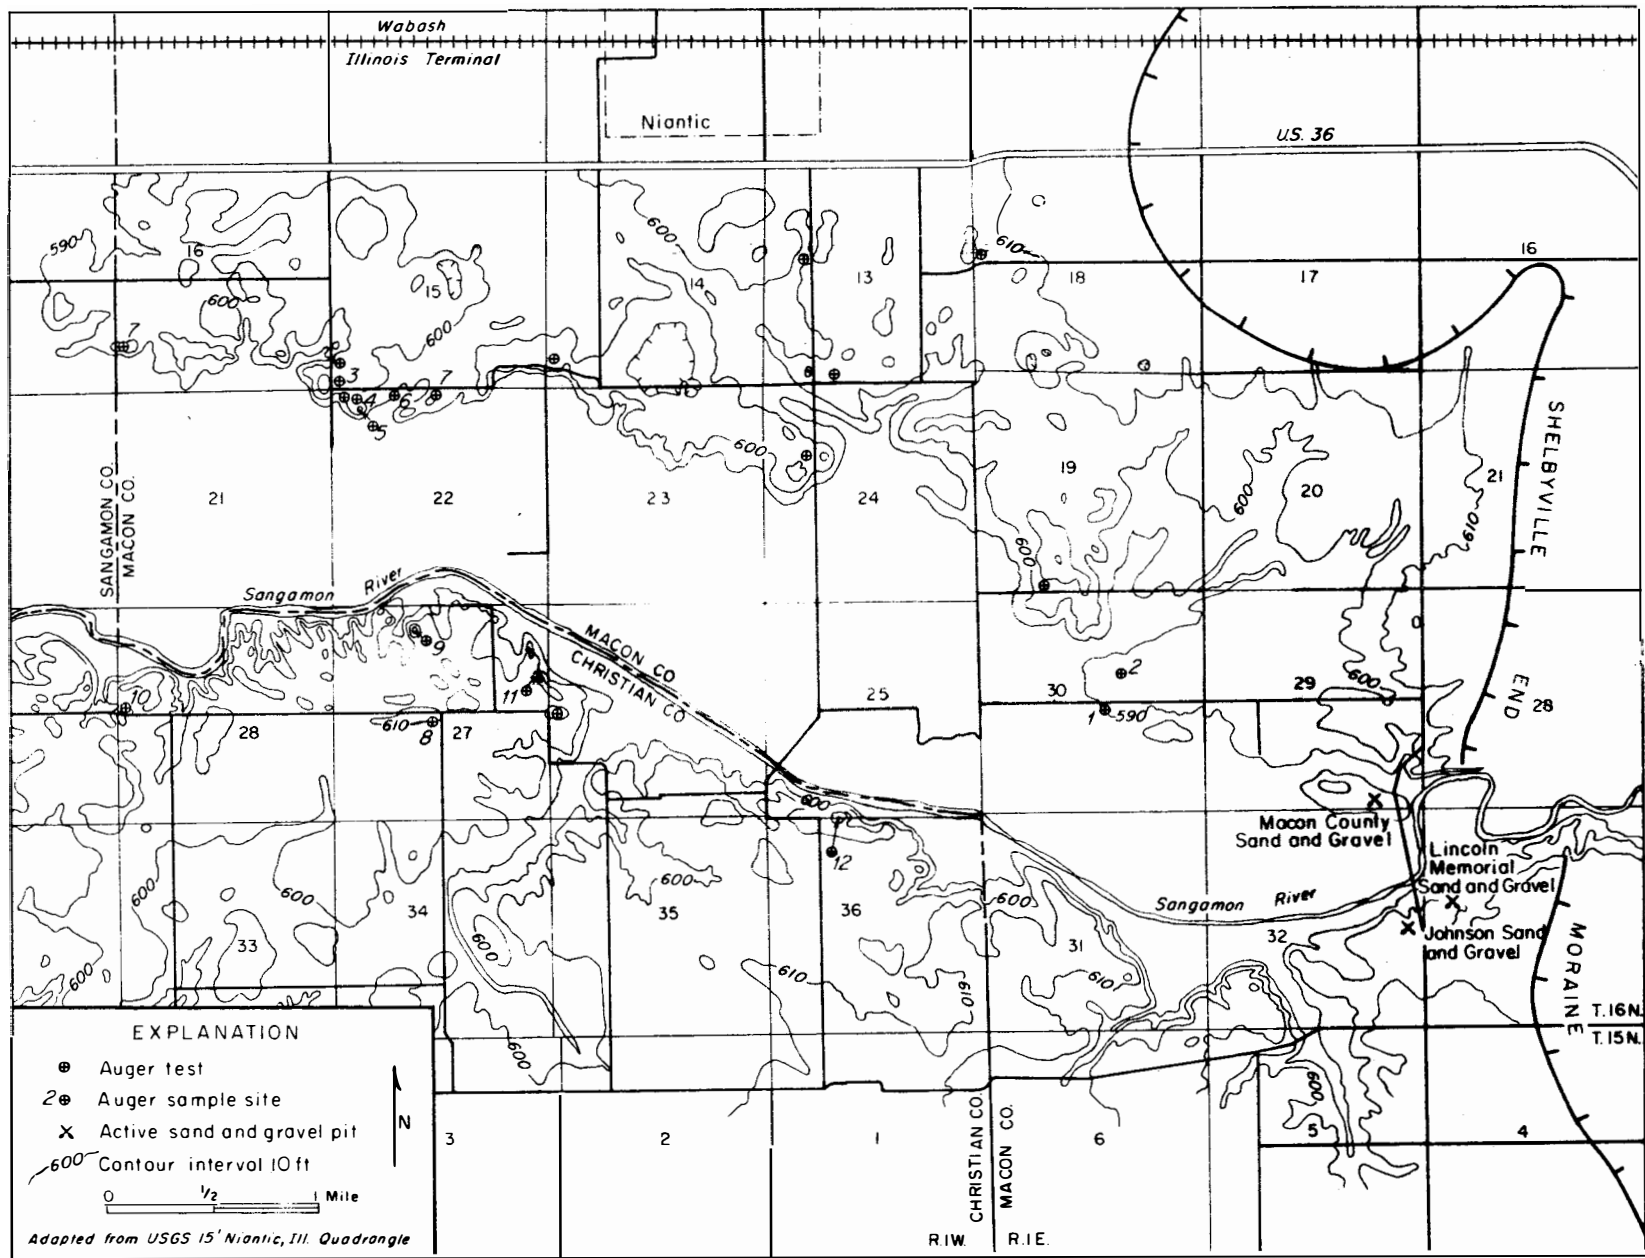 Wabash
Illinois Terminal
Niantic
U.S. 36
590
16
600
15
600
600
14
13
610
18
17
16
7
3
4
5
6
7
600
19
600
20
21
610
SHELBYVILLE
END
MORAINE
SANGAMON CO.
MACON CO.
21
22
23
24
600
Sangamon River
MACON CO
CHRISTIAN CO
9
11
10
28
610
8
27
25
30
2
1
590
29
600
28
600
12
Macon County
Sand and Gravel
Lincoln
Memorial
Sand and Gravel
Johnson Sand
and Gravel
Sangamon River
600
600
34
33
600
600
600
35
36
600
31
32
610
610
610
600
600
T.16N.
T.15N.
3
2
1
6
5
4
CHRISTIAN CO.
MACON CO.
R.1W.
R.1E.
EXPLANATION
Auger test
2 Auger sample site
Active sand and gravel pit
600 Contour interval 10 ft
N
0 1/2 1 Mile
Adapted from USGS 15' Niantic, Ill. Quadrangle